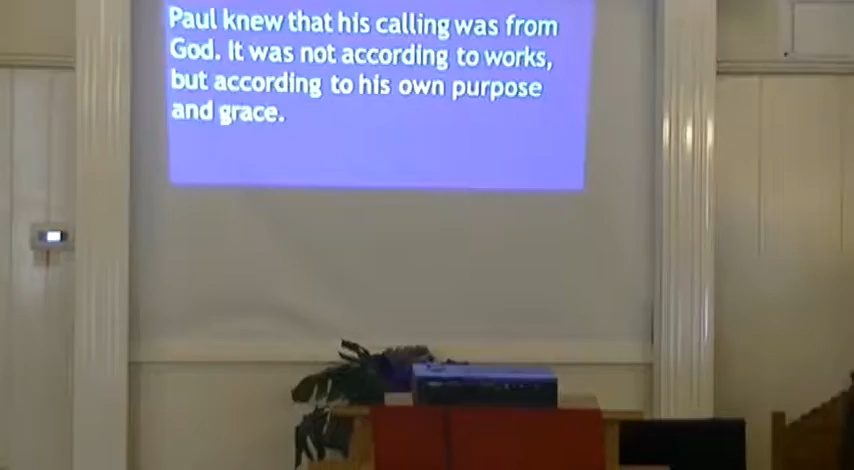 Paul knew that his calling was from
God. It was not according to works,
but according to his own purpose
and grace.